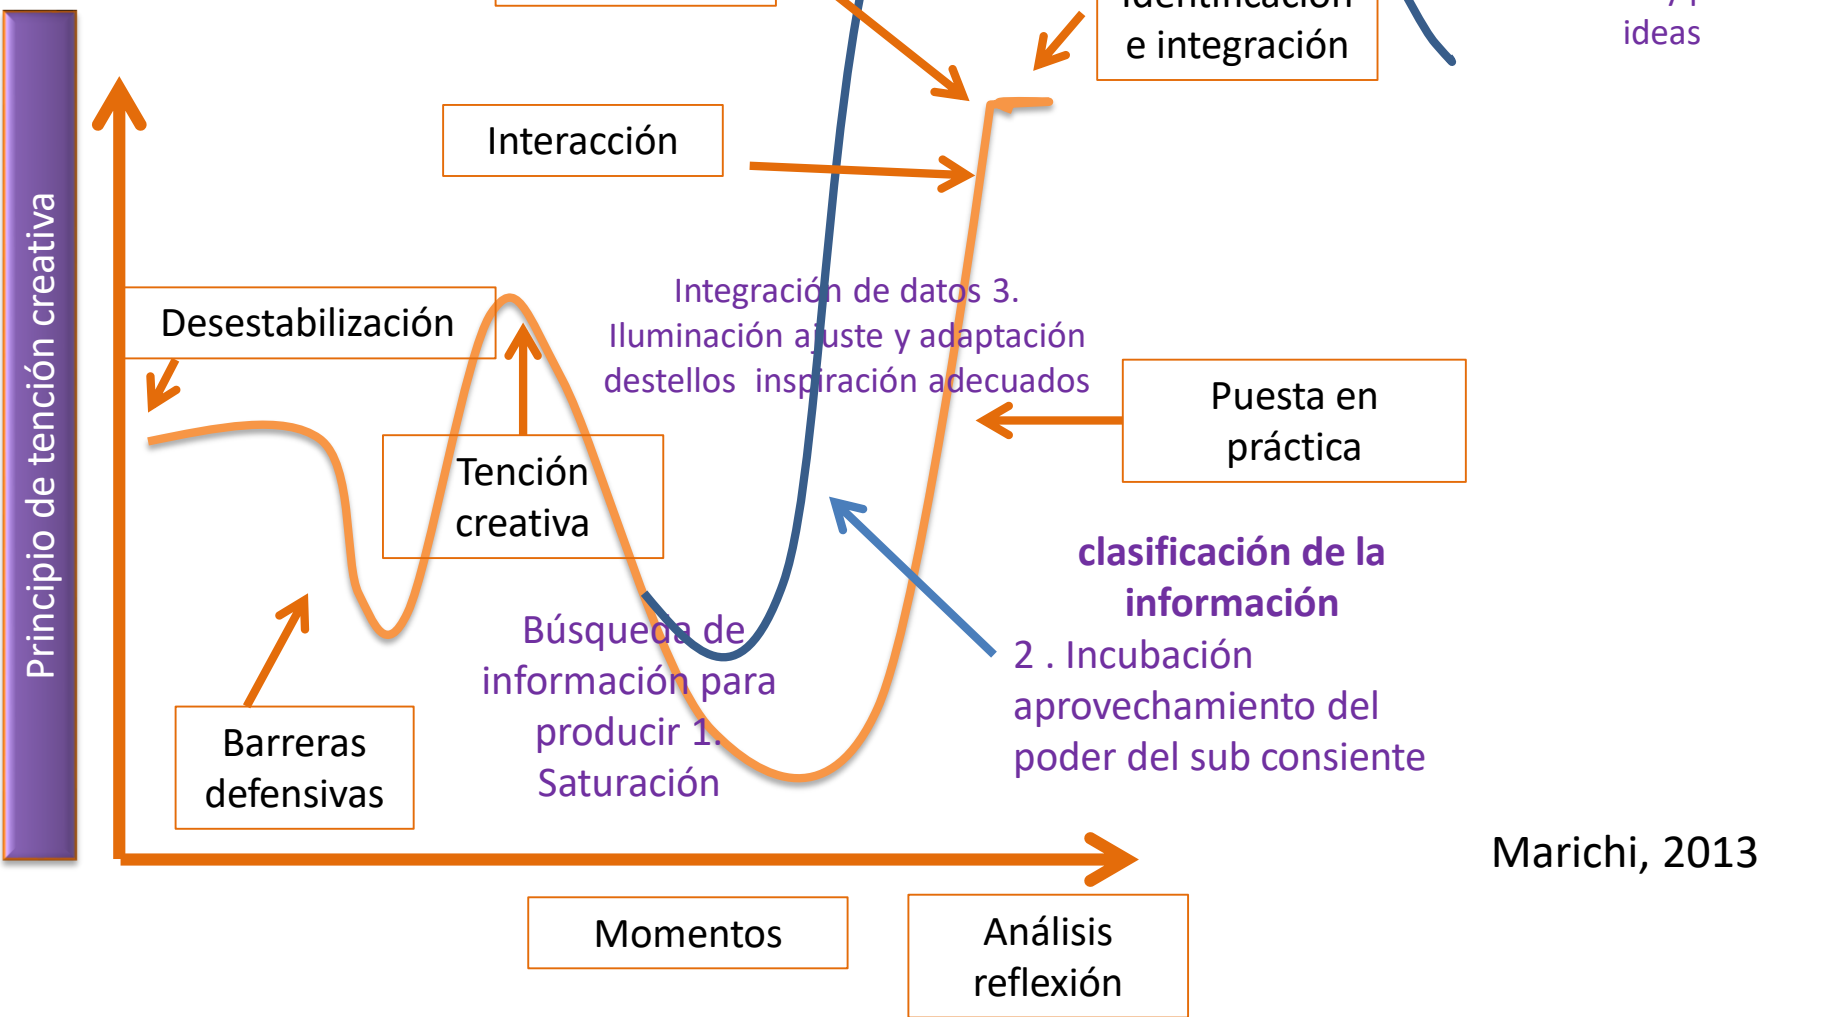 Identificación
e integración
ideas
Interacción
Principio de tención creativa
Desestabilización
Integración de datos 3.
Iluminación ajuste y adaptación
destellos  inspiración adecuados
Puesta en
práctica
Tención
creativa
clasificación de la
información
2 . Incubación
aprovechamiento del
poder del sub consiente
Búsqueda de
información para
producir 1.
Saturación
Barreras
defensivas
Marichi, 2013
Momentos
Análisis
reflexión